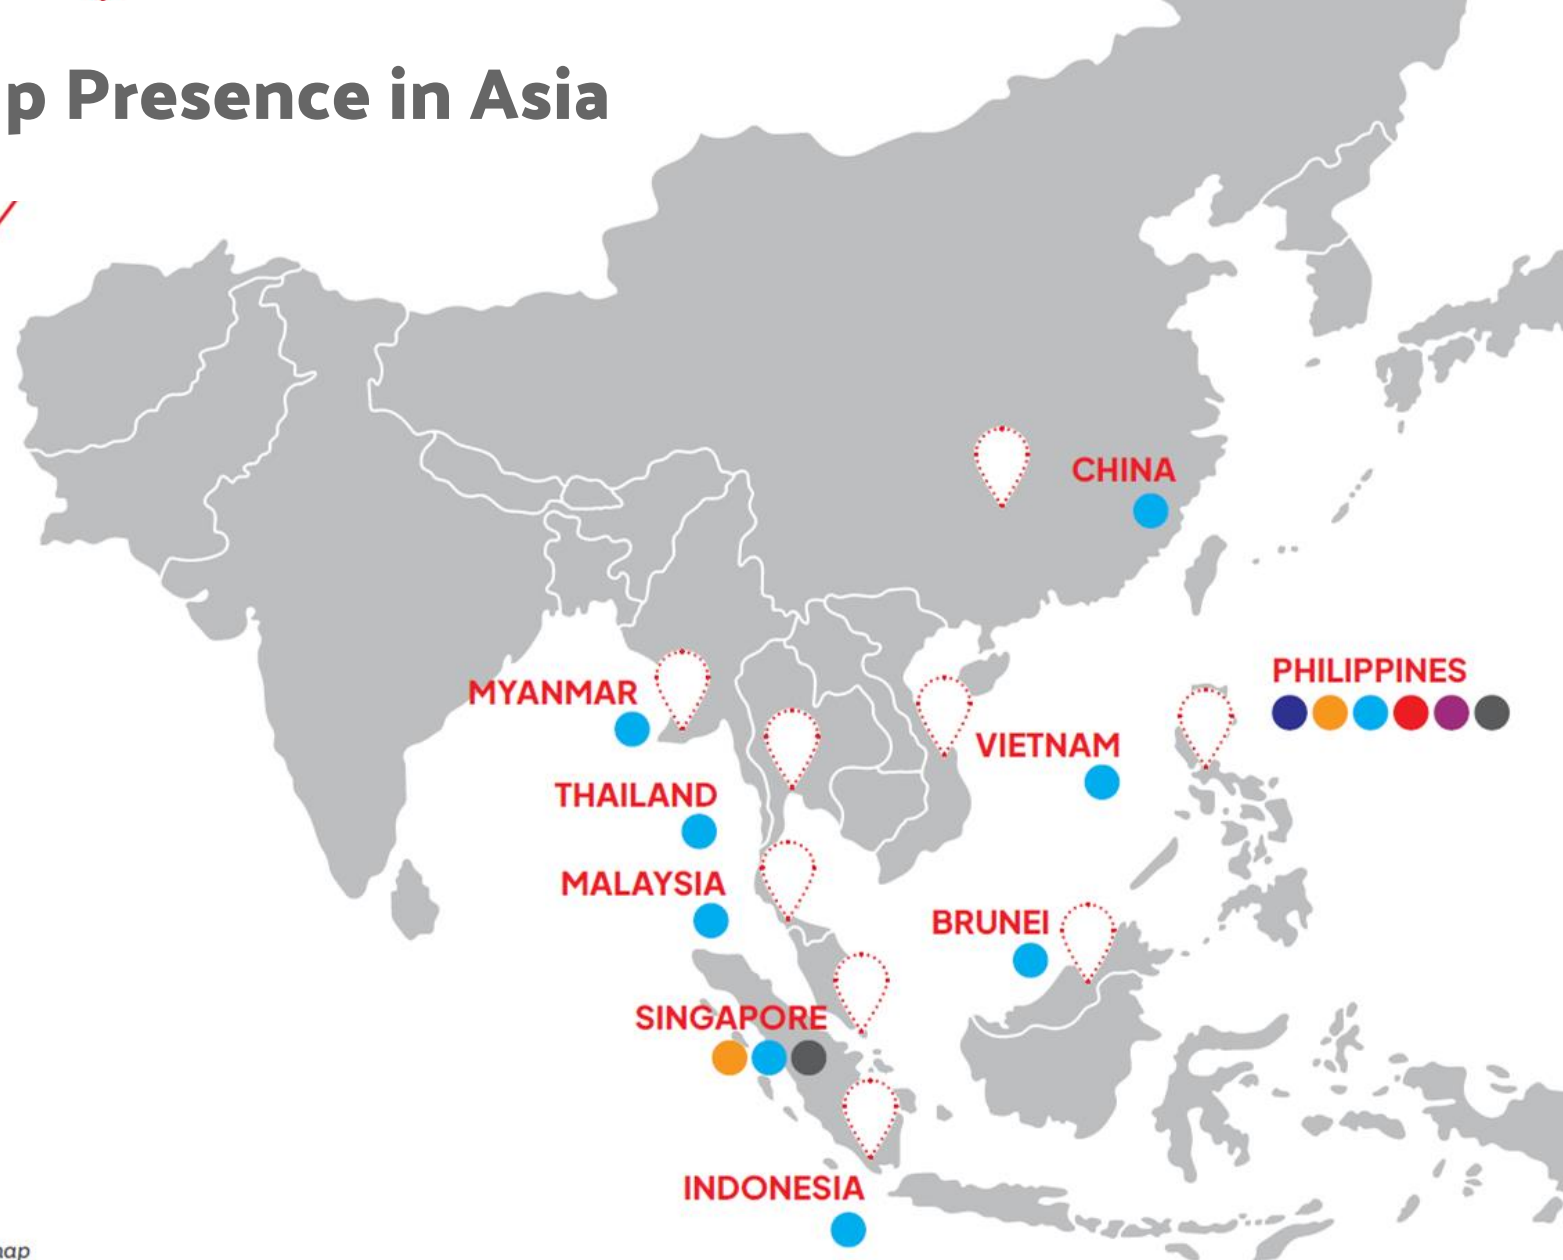 p Presence in Asia
CHINA
PHILIPPINES
MYANMAR
VIETNAM
THAILAND
MALAYSIA
BRUNEI
SINGAPORE
INDONESIA